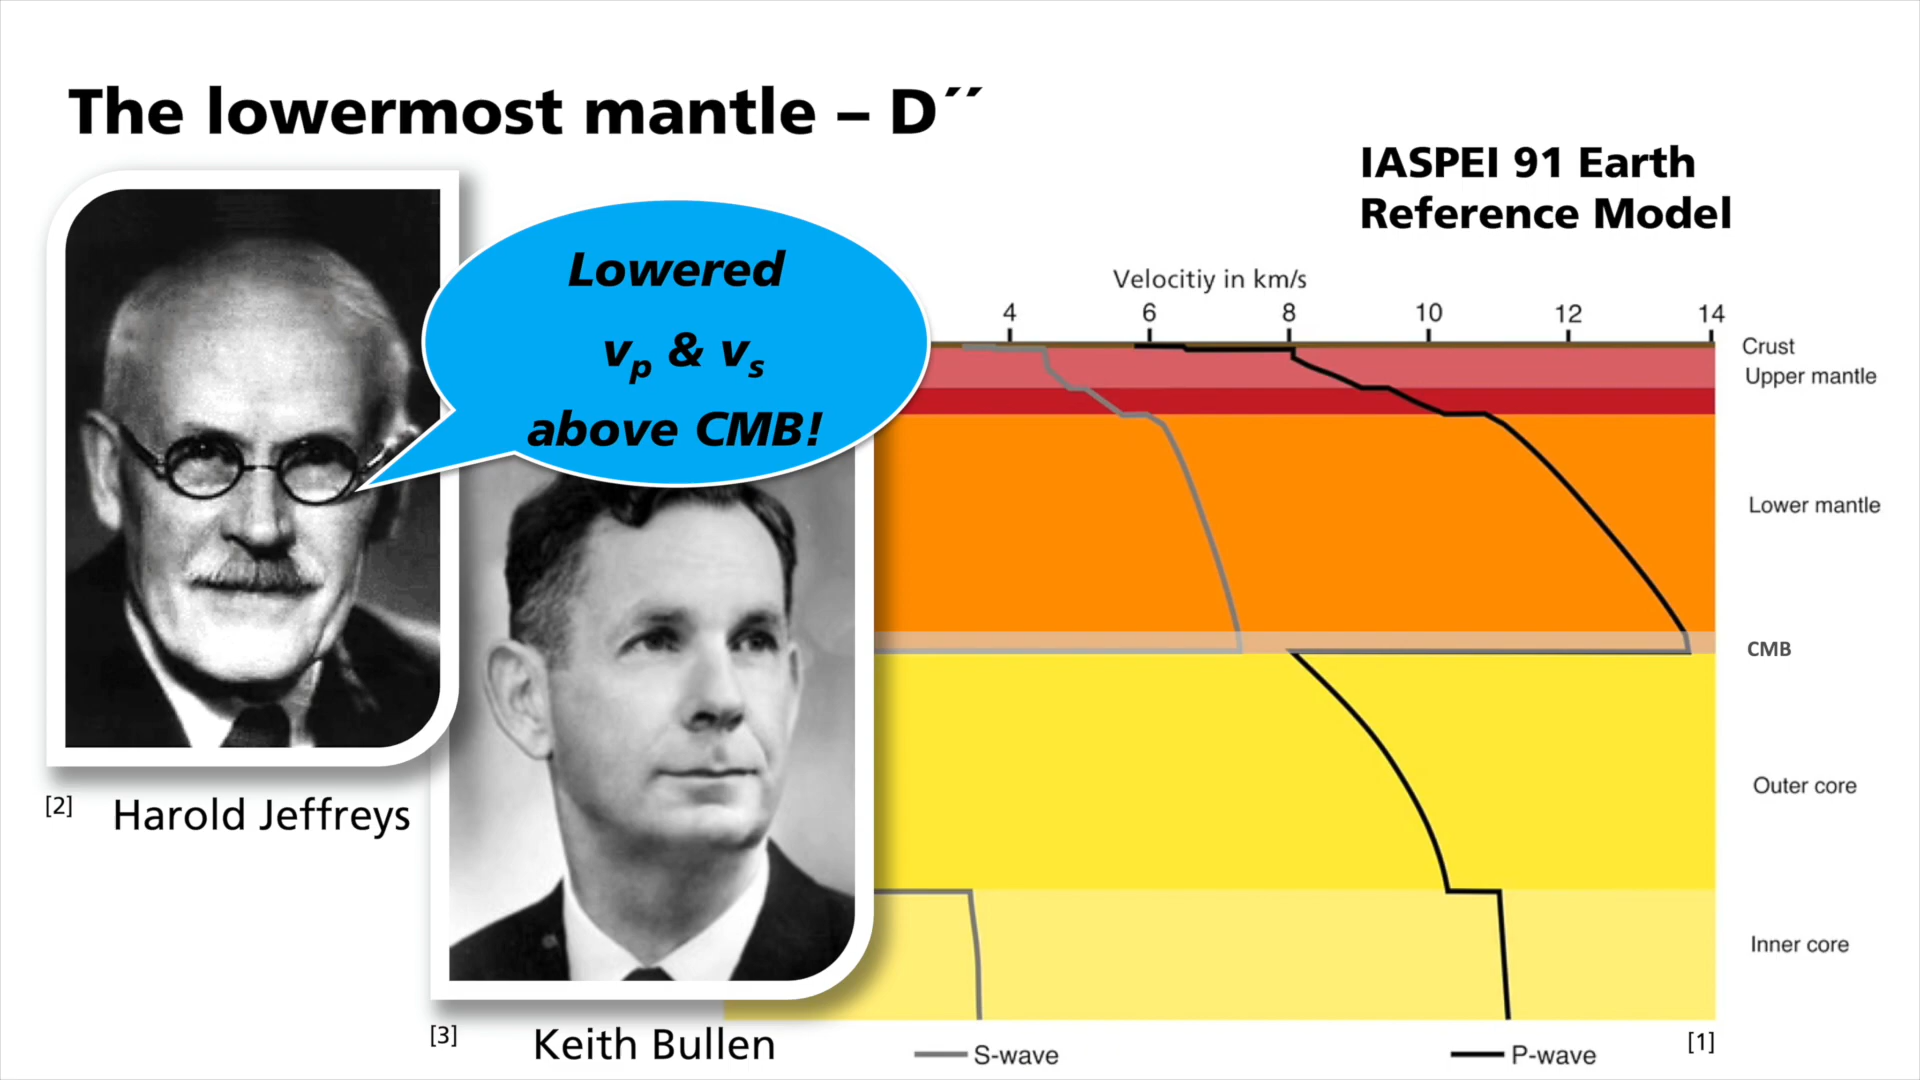 The lowermost mantle – D´´
IASPEI 91 Earth
Reference Model
Lowered
vp & vs
above CMB!
Velocitiy in km/s
4 6 8 10 12 14
Crust
Upper mantle
Lower mantle
CMB
Outer core
Inner core
[2] Harold Jeffreys
[3] Keith Bullen
S-wave P-wave [1]